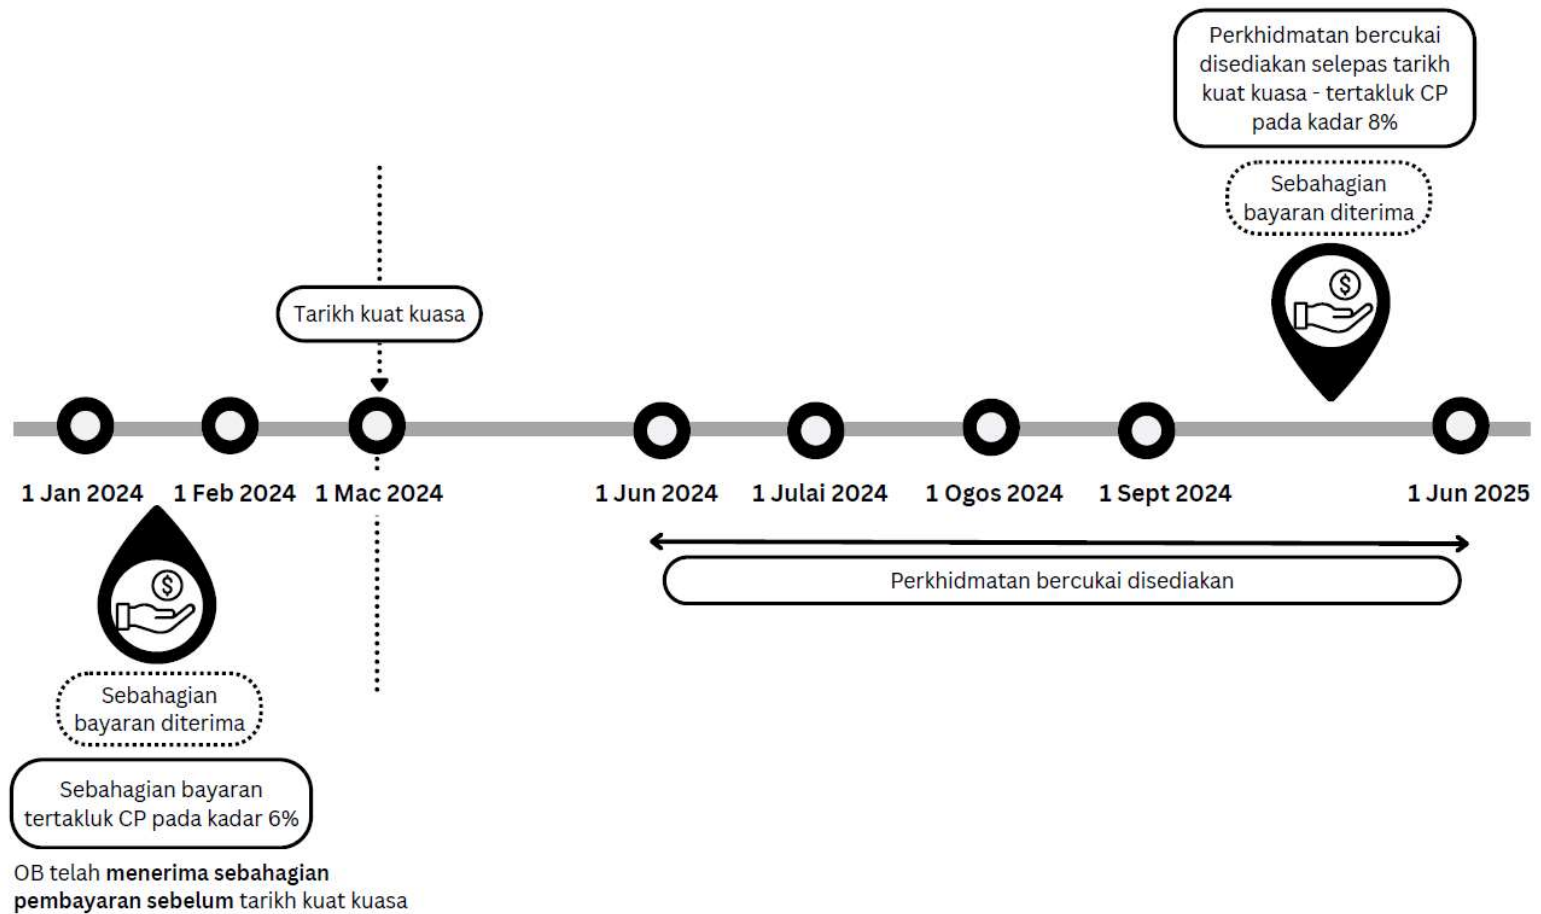 Perkhidmatan bercukai
disediakan selepas tarikh
kuat kuasa - tertakluk CP
pada kadar 8%
Sebahagian
bayaran diterima
$
Tarikh kuat kuasa
1 Jan 2024
1 Feb 2024
1 Mac 2024
1 Jun 2024
1 Julai 2024
1 Ogos 2024
1 Sept 2024
1 Jun 2025
Perkhidmatan bercukai disediakan
$
Sebahagian
bayaran diterima
Sebahagian bayaran
tertakluk CP pada kadar 6%
OB telah menerima sebahagian
pembayaran sebelum tarikh kuat kuasa